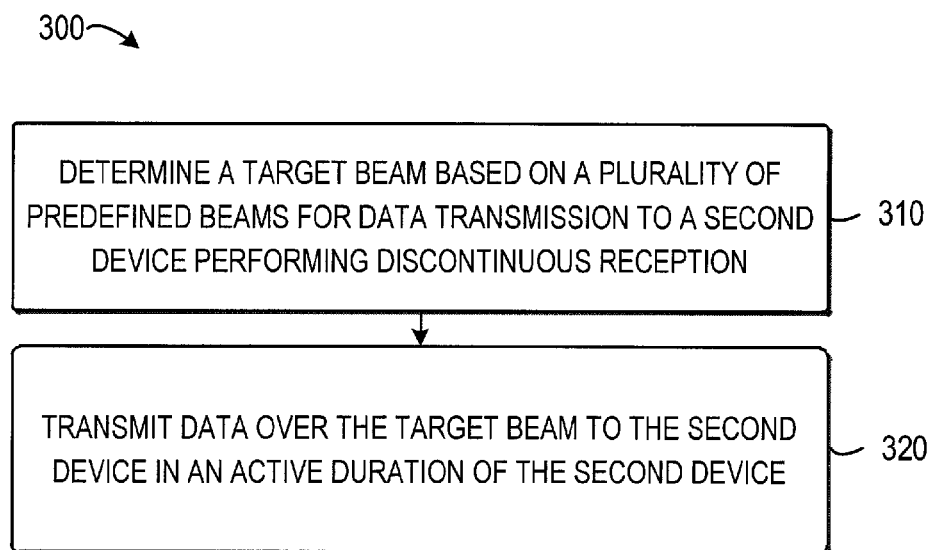 300
DETERMINE A TARGET BEAM BASED ON A PLURALITY OF
PREDEFINED BEAMS FOR DATA TRANSMISSION TO A SECOND
DEVICE PERFORMING DISCONTINUOUS RECEPTION
310
TRANSMIT DATA OVER THE TARGET BEAM TO THE SECOND
DEVICE IN AN ACTIVE DURATION OF THE SECOND DEVICE
320